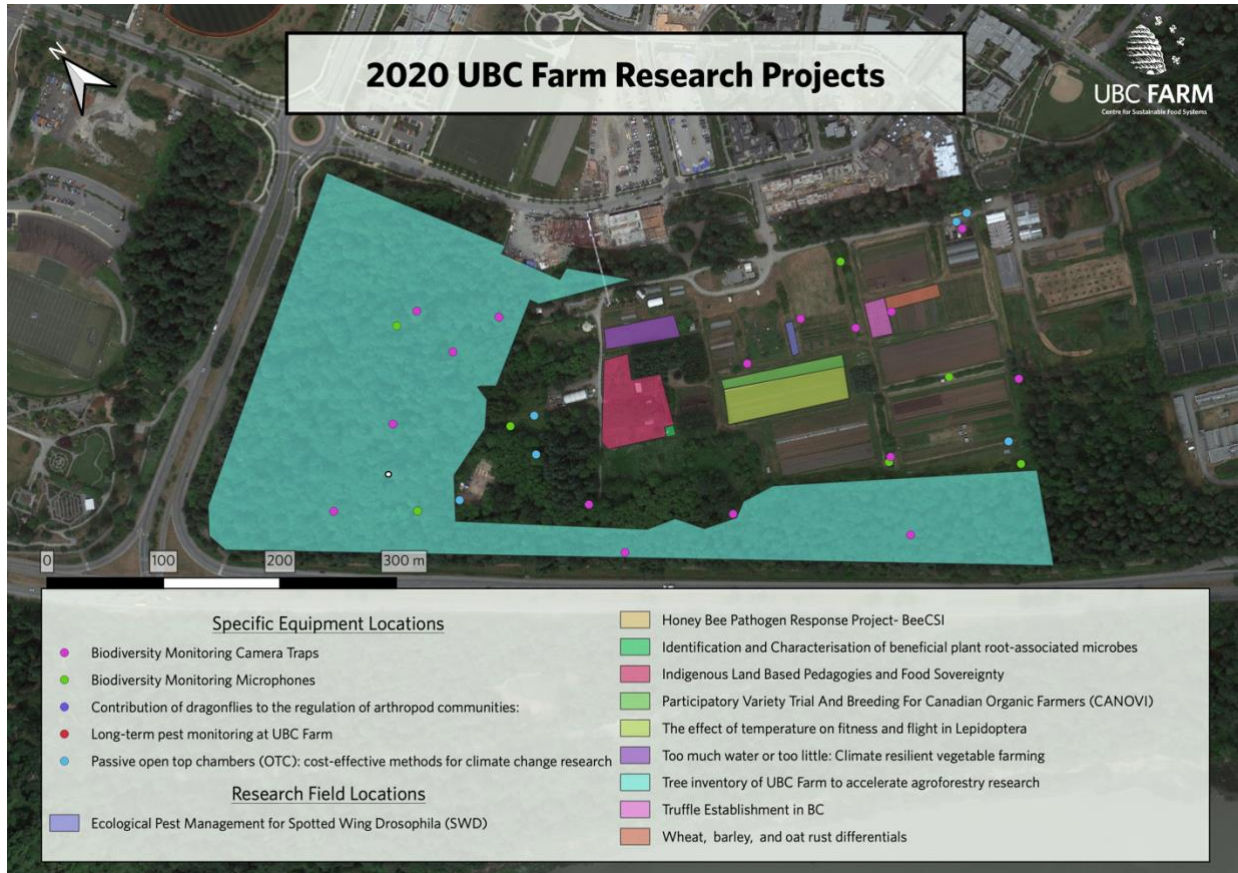 N
2020 UBC Farm Research Projects
UBC FARM
Centre for Sustainable Food Systems
0
100
200
300 m
Specific Equipment Locations
Biodiversity Monitoring Camera Traps
Biodiversity Monitoring Microphones
Contribution of dragonflies to the regulation of arthropod communities:
Long-term pest monitoring at UBC Farm
Passive open top chambers (OTC): cost-effective methods for climate change research
Research Field Locations
Ecological Pest Management for Spotted Wing Drosophila (SWD)
Honey Bee Pathogen Response Project- BeeCSI
Identification and Characterisation of beneficial plant root-associated microbes
Indigenous Land Based Pedagogies and Food Sovereignty
Participatory Variety Trial And Breeding For Canadian Organic Farmers (CANOVI)
The effect of temperature on fitness and flight in Lepidoptera
Too much water or too little: Climate resilient vegetable farming
Tree inventory of UBC Farm to accelerate agroforestry research
Truffle Establishment in BC
Wheat, barley, and oat rust differentials